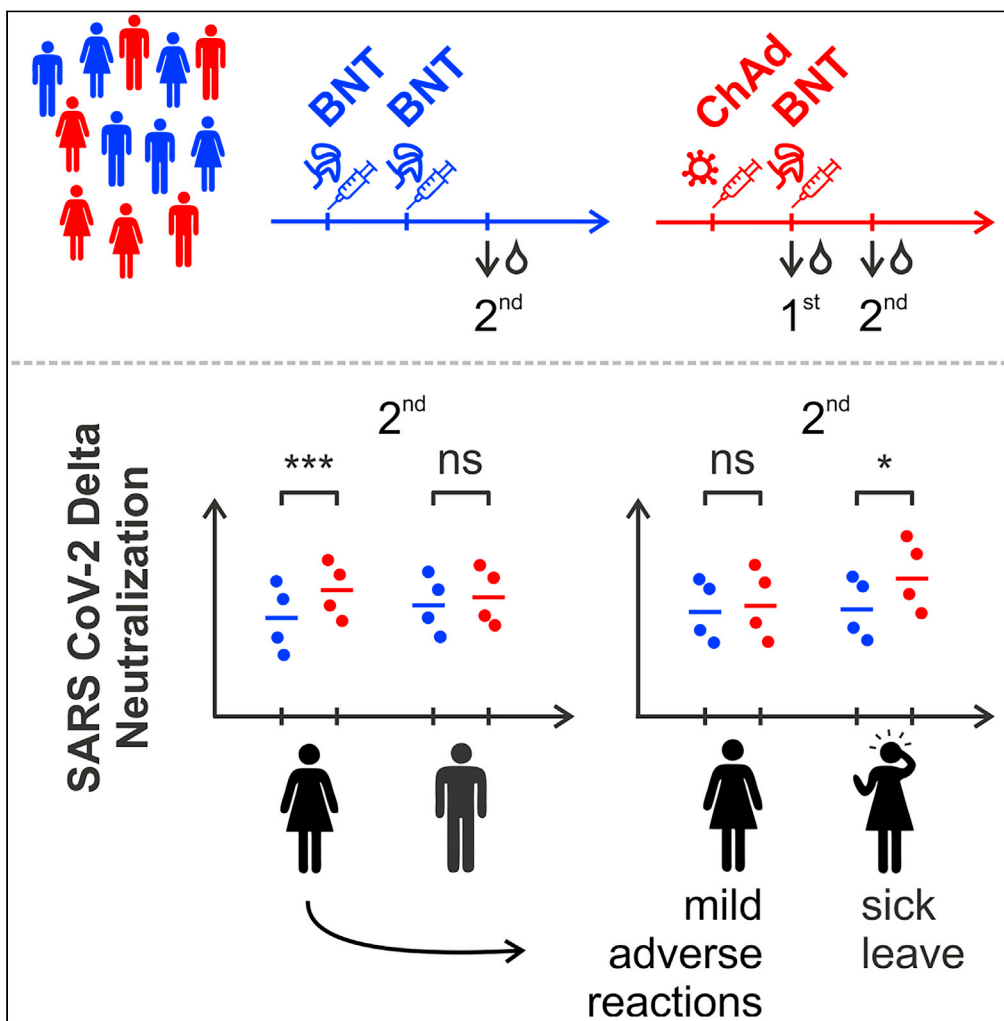 BNT
BNT
ChAd
BNT
2nd
1st
2nd
SARS CoV-2 Delta
Neutralization
2nd
2nd
***
ns
ns
*
mild
adverse
reactions
sick
leave